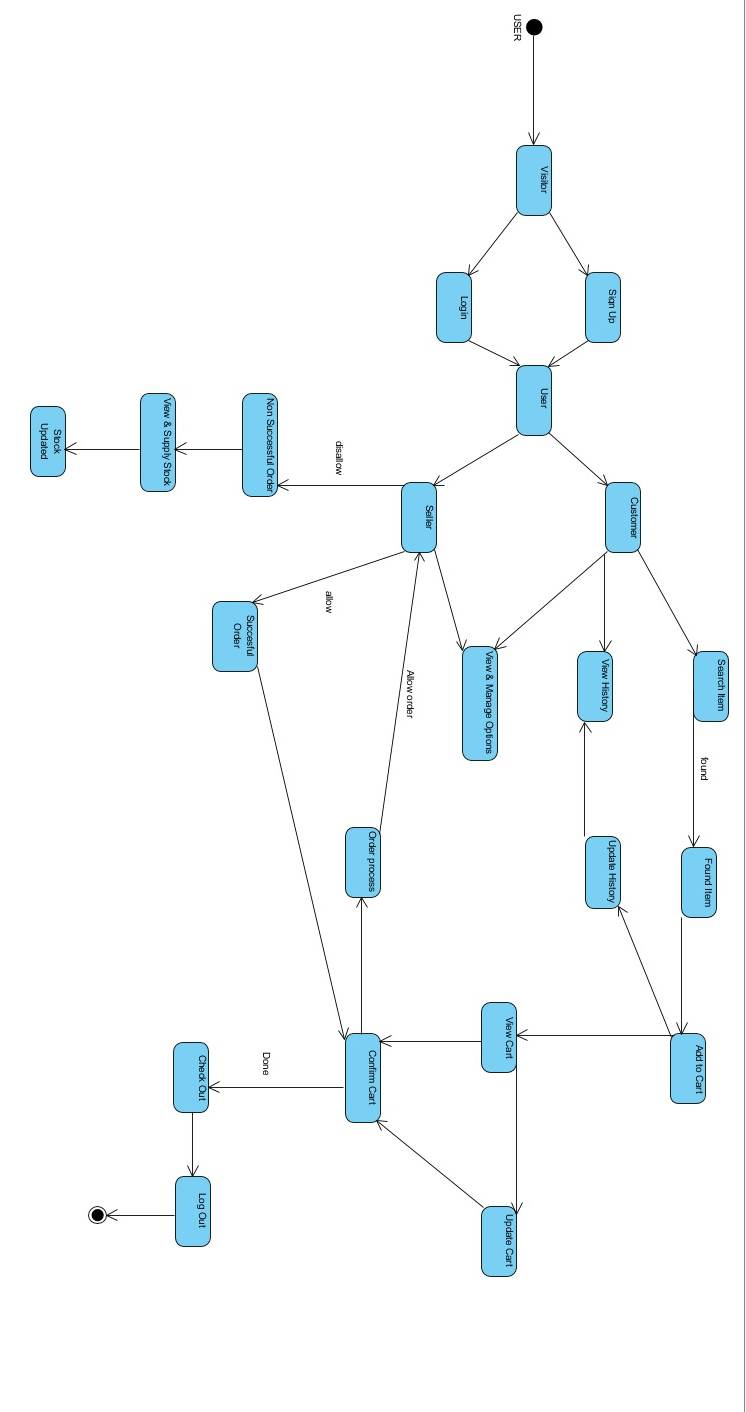 USER
Visitor
Sign Up
Login
User
Customer
Seller
disallow
Non Successful Order
View & Supply Stock
Stock
Updated
allow
Succesful
Order
Search Item
View History
View & Manage Options
Allow order
found
Found Item
Update History
Order process
Add to Cart
View Cart
Confirm Cart
Done
Check Out
Update Cart
Log Out